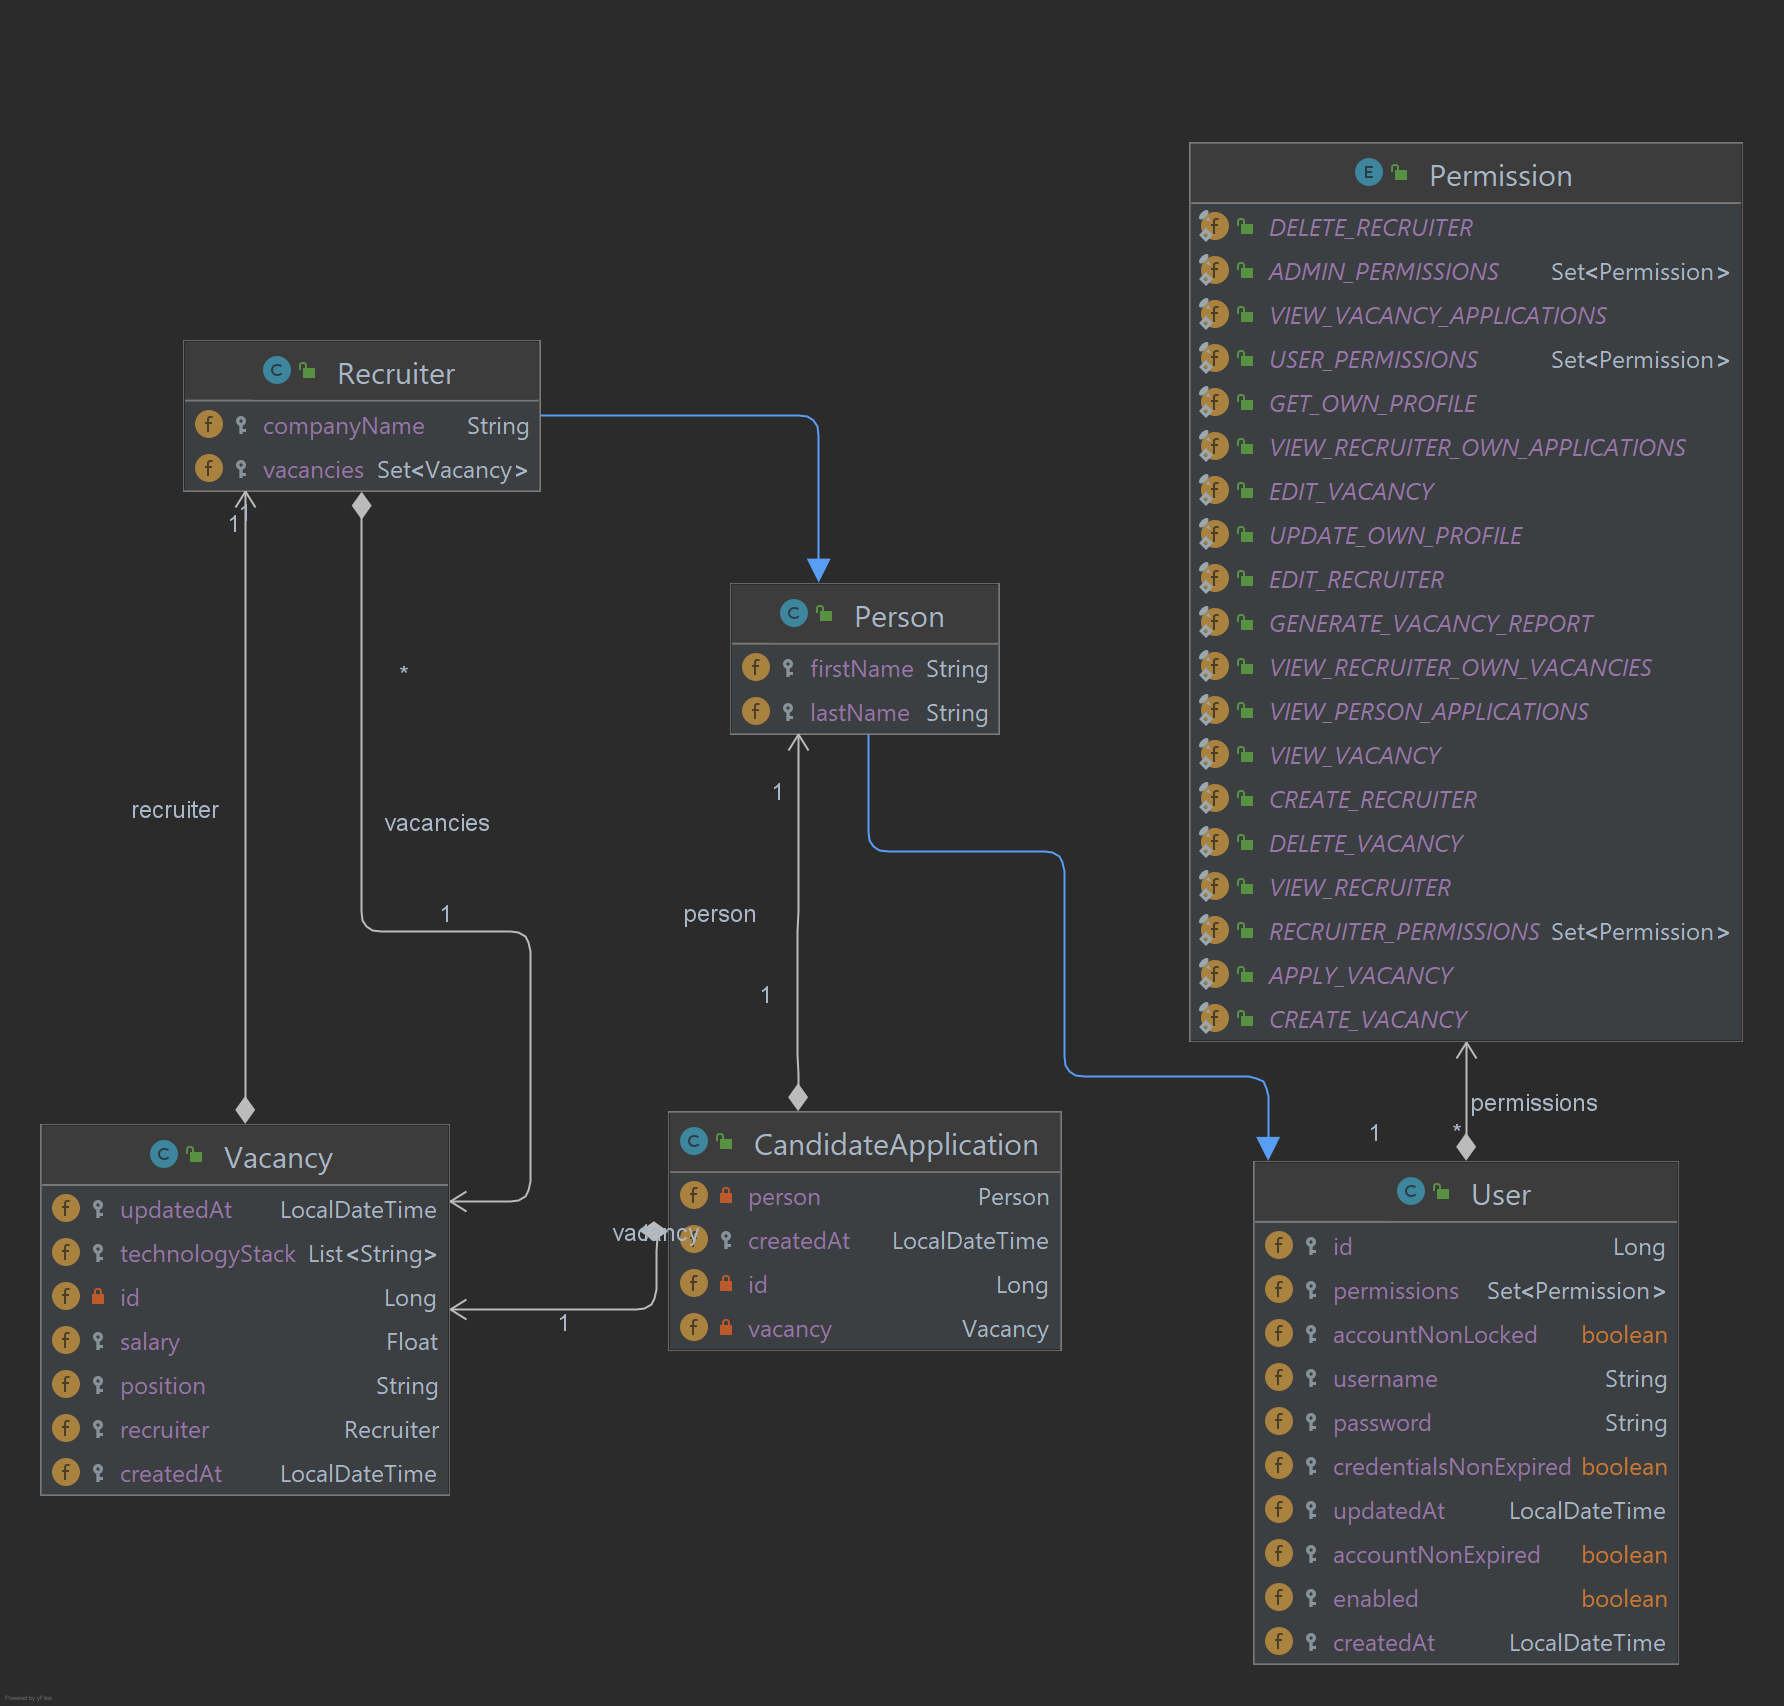 Permission
DELETE_RECRUITER
ADMIN_PERMISSIONS Set<Permission>
VIEW_VACANCY_APPLICATIONS
USER_PERMISSIONS Set<Permission>
GET_OWN_PROFILE
VIEW_RECRUITER_OWN_APPLICATIONS
EDIT_VACANCY
UPDATE_OWN_PROFILE
EDIT_RECRUITER
GENERATE_VACANCY_REPORT
VIEW_RECRUITER_OWN_VACANCIES
VIEW_PERSON_APPLICATIONS
VIEW_VACANCY
CREATE_RECRUITER
DELETE_VACANCY
VIEW_RECRUITER
RECRUITER_PERMISSIONS Set<Permission>
APPLY_VACANCY
CREATE_VACANCY
Recruiter
companyName String
vacancies Set<Vacancy>
1 1
*
recruiter
vacancies
1
Person
firstName String
lastName String
1
person
1
permissions
1 *
Vacancy
updatedAt LocalDateTime
technologyStack List<String>
id Long
salary Float
position String
recruiter Recruiter
createdAt LocalDateTime
CandidateApplication
person Person
createdAt LocalDateTime
id Long
vacancy Vacancy
vacancy
1
User
id Long
permissions Set<Permission>
accountNonLocked boolean
username String
password String
credentialsNonExpired boolean
updatedAt LocalDateTime
accountNonExpired boolean
enabled boolean
createdAt LocalDateTime
Powered by yFiles